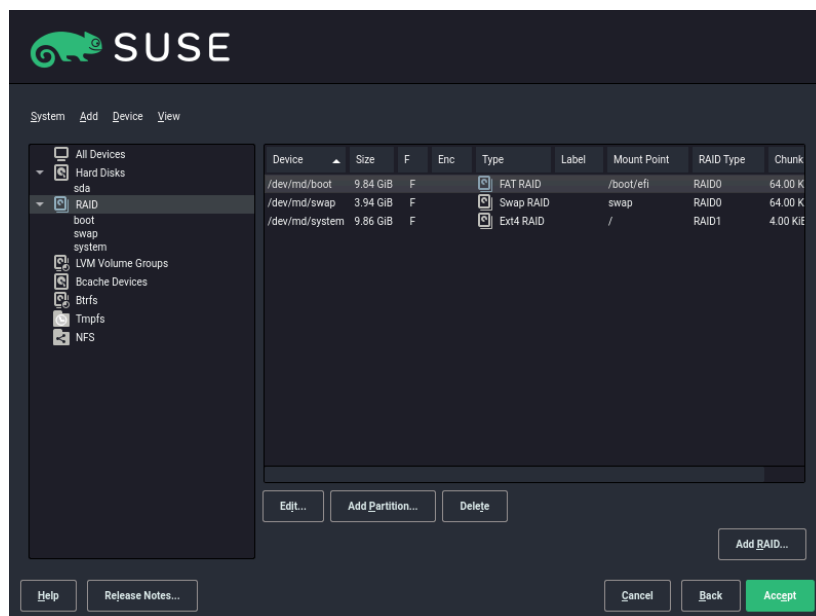 SUSE
System Add Device View
All Devices
Hard Disks
sda
RAID
boot
swap
system
LVM Volume Groups
Bcache Devices
Btrfs
Tmpfs
NFS
Device Size F Enc Type Label Mount Point RAID Type Chunk
/dev/md/boot 9.84 GiB F FAT RAID /boot/efi RAID0 64.00 K
/dev/md/swap 3.94 GiB F Swap RAID swap RAID0 64.00 K
/dev/md/system 9.86 GiB F Ext4 RAID / RAID1 4.00 KiE
Edit... Add Partition... Delete
Add RAID...
Help Release Notes... Cancel Back Accept